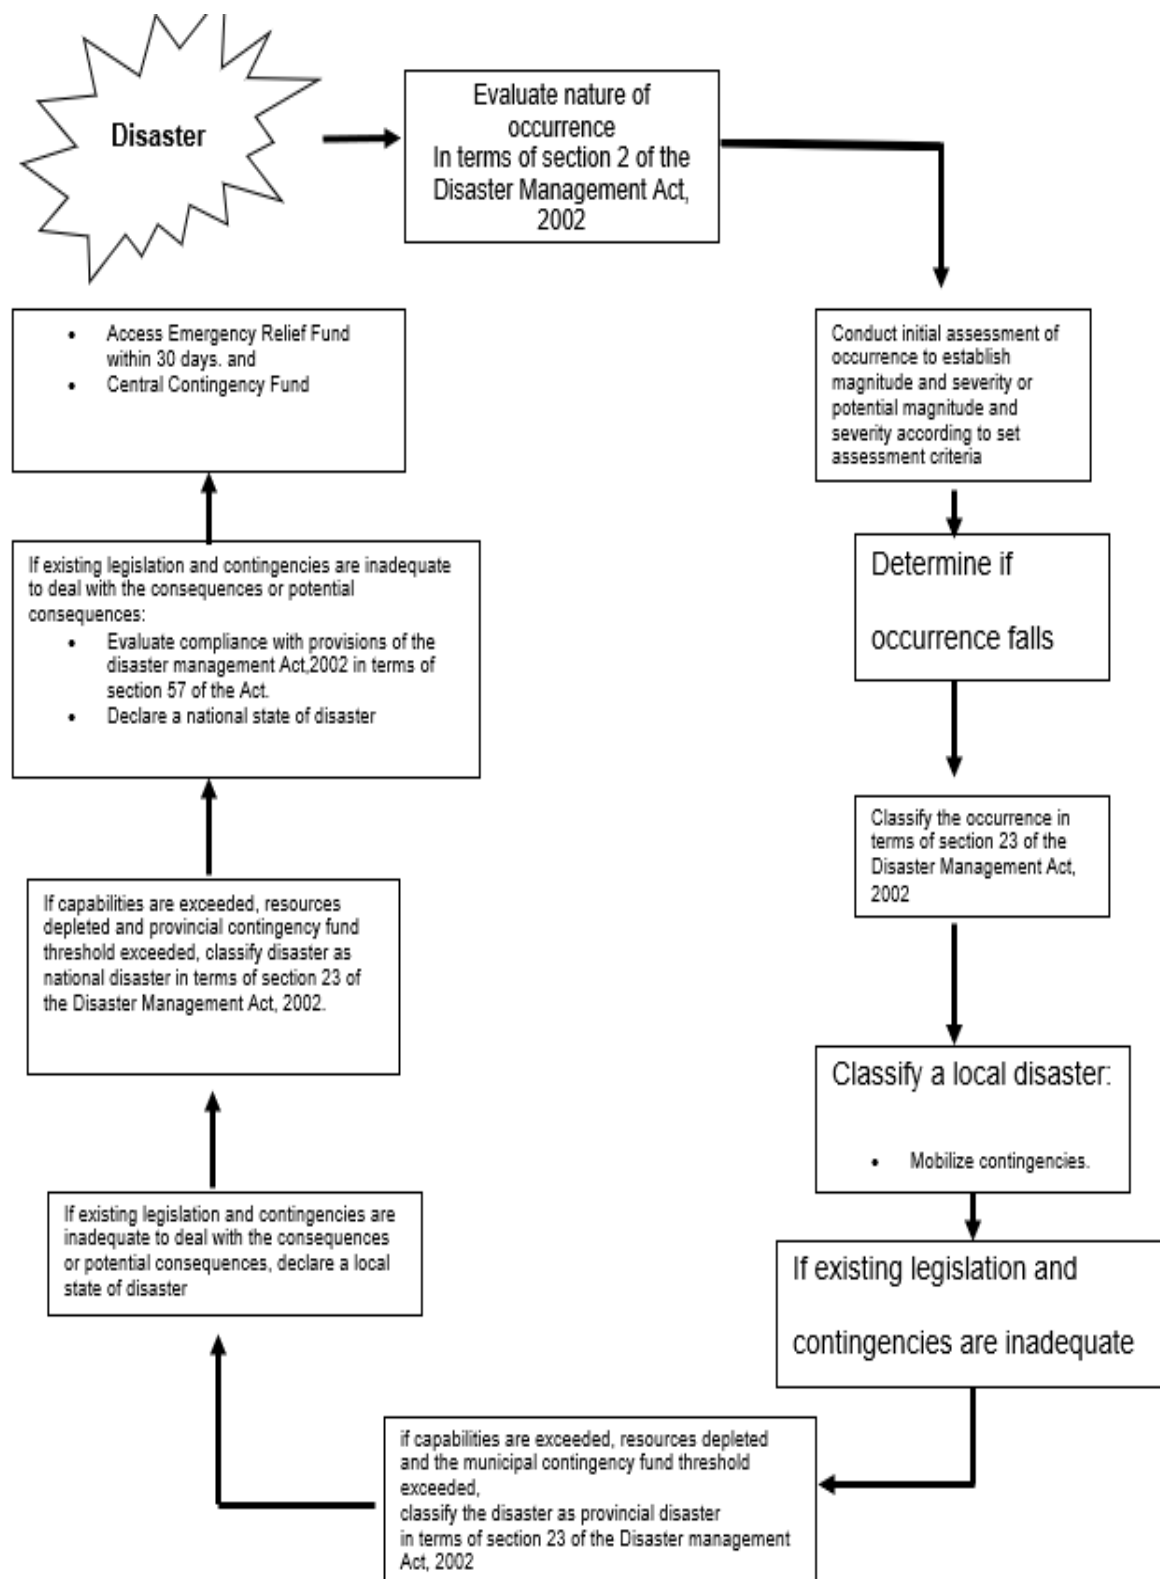 Disaster
Evaluate nature of
occurrence
In terms of section 2 of the
Disaster Management Act,
2002
Conduct initial assessment of
occurrence to establish
magnitude and severity or
potential magnitude and
severity according to set
assessment criteria
Determine if
occurrence falls
Classify the occurrence in
terms of section 23 of the
Disaster Management Act,
2002
Classify a local disaster:
• Mobilize contingencies.
If existing legislation and
contingencies are inadequate
if capabilities are exceeded, resources depleted
and the municipal contingency fund threshold
exceeded,
classify the disaster as provincial disaster
in terms of section 23 of the Disaster management
Act, 2002
If existing legislation and contingencies are
inadequate to deal with the consequences
or potential consequences, declare a local
state of disaster
If capabilities are exceeded, resources
depleted and provincial contingency fund
threshold exceeded, classify disaster as
national disaster in terms of section 23 of
the Disaster Management Act, 2002.
If existing legislation and contingencies are inadequate
to deal with the consequences or potential
consequences:
• Evaluate compliance with provisions of the
disaster management Act,2002 in terms of
section 57 of the Act.
• Declare a national state of disaster
• Access Emergency Relief Fund
within 30 days. and
• Central Contingency Fund